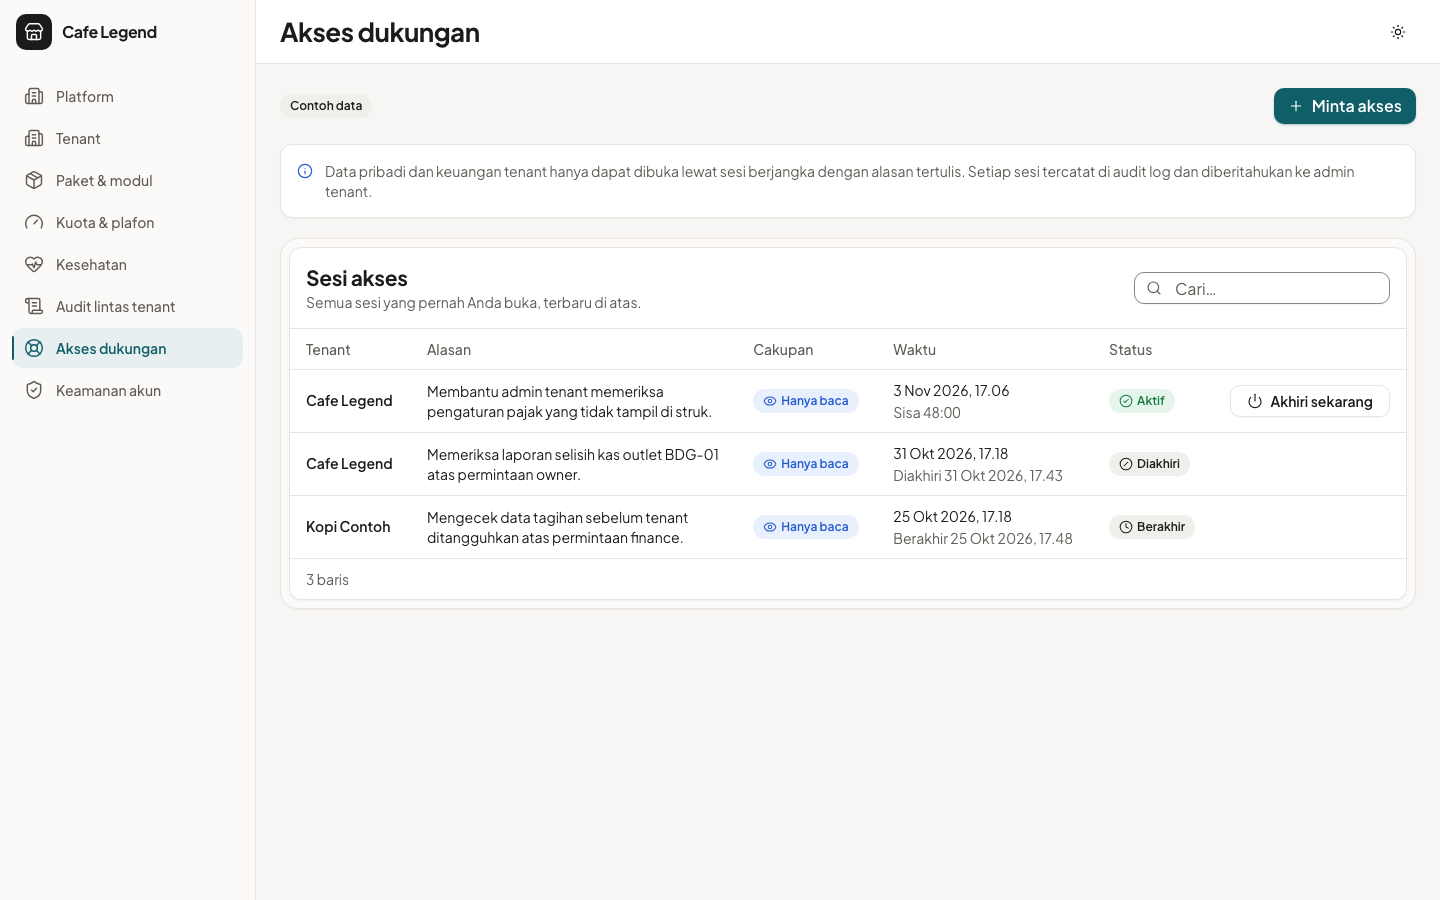 Cafe Legend
Akses dukungan
Platform
Tenant
Paket & modul
Kuota & plafon
Kesehatan
Audit lintas tenant
Akses dukungan
Keamanan akun
Contoh data
Minta akses
Data pribadi dan keuangan tenant hanya dapat dibuka lewat sesi berjangka dengan alasan tertulis. Setiap sesi tercatat di audit log dan diberitahukan ke admin
tenant.
Sesi akses
Semua sesi yang pernah Anda buka, terbaru di atas.
Cari...
Tenant Alasan Cakupan Waktu Status
Cafe Legend
Membantu admin tenant memeriksa
pengaturan pajak yang tidak tampil di struk.
Hanya baca
3 Nov 2026, 17.06
Sisa 48:00
Aktif
Akhiri sekarang
Cafe Legend
Memeriksa laporan selisih kas outlet BDG-01
atas permintaan owner.
Hanya baca
31 Okt 2026, 17.18
Diakhiri 31 Okt 2026, 17.43
Diakhiri
Kopi Contoh
Mengecek data tagihan sebelum tenant
ditangguhkan atas permintaan finance.
Hanya baca
25 Okt 2026, 17.18
Berakhir 25 Okt 2026, 17.48
Berakhir
3 baris